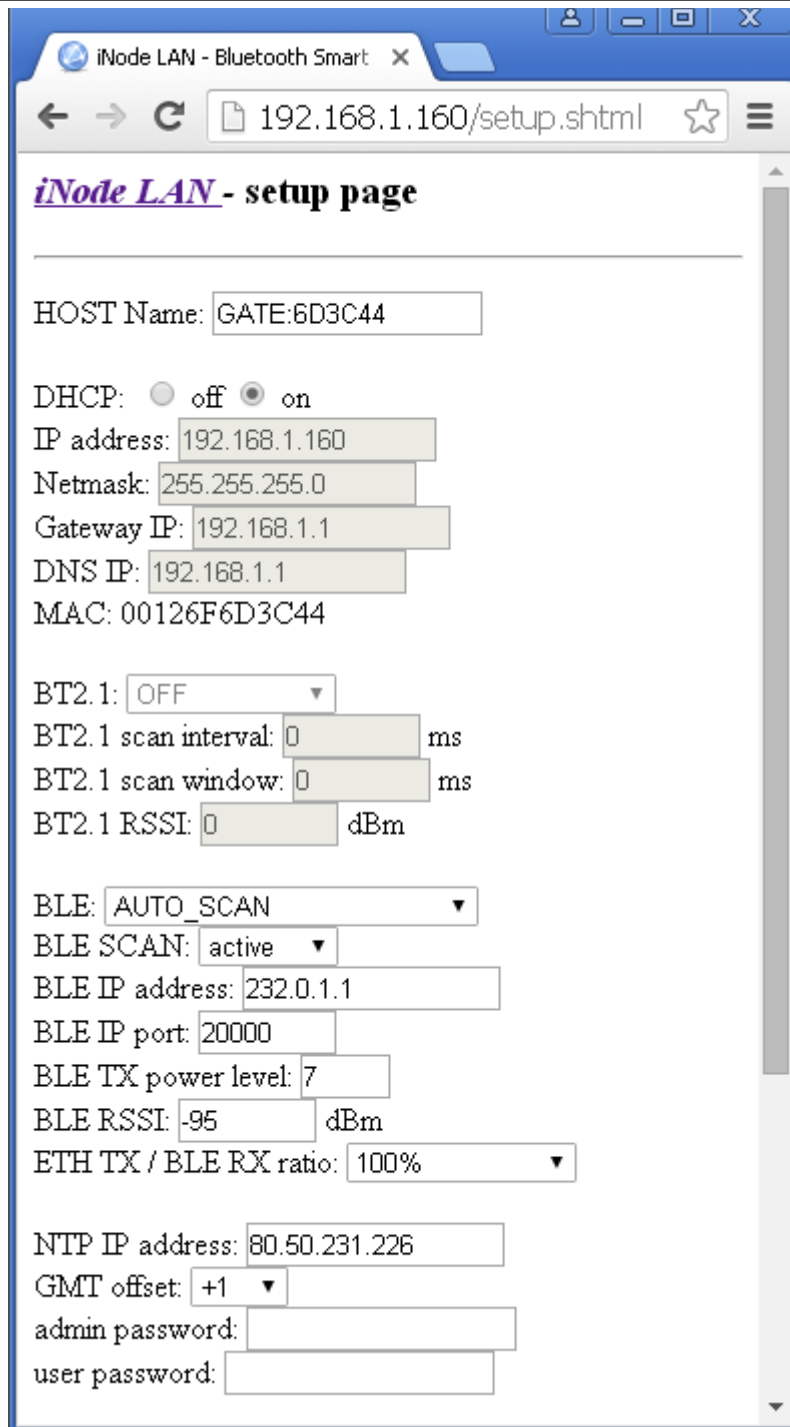 iNode LAN - Bluetooth Smart
192.168.1.160/setup.shtml
iNode LAN - setup page
HOST Name: GATE:6D3C44
DHCP: off on
IP address: 192.168.1.160
Netmask: 255.255.255.0
Gateway IP: 192.168.1.1
DNS IP: 192.168.1.1
MAC: 00126F6D3C44
BT2.1: OFF
BT2.1 scan interval: 0 ms
BT2.1 scan window: 0 ms
BT2.1 RSSI: 0 dBm
BLE: AUTO_SCAN
BLE SCAN: active
BLE IP address: 232.0.1.1
BLE IP port: 20000
BLE TX power level: 7
BLE RSSI: -95 dBm
ETH TX / BLE RX ratio: 100%
NTP IP address: 80.50.231.226
GMT offset: +1
admin password:
user password: